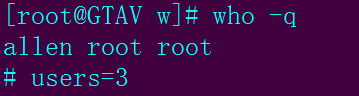 [root@GTAV w]# who -q
allen root root
# users=3